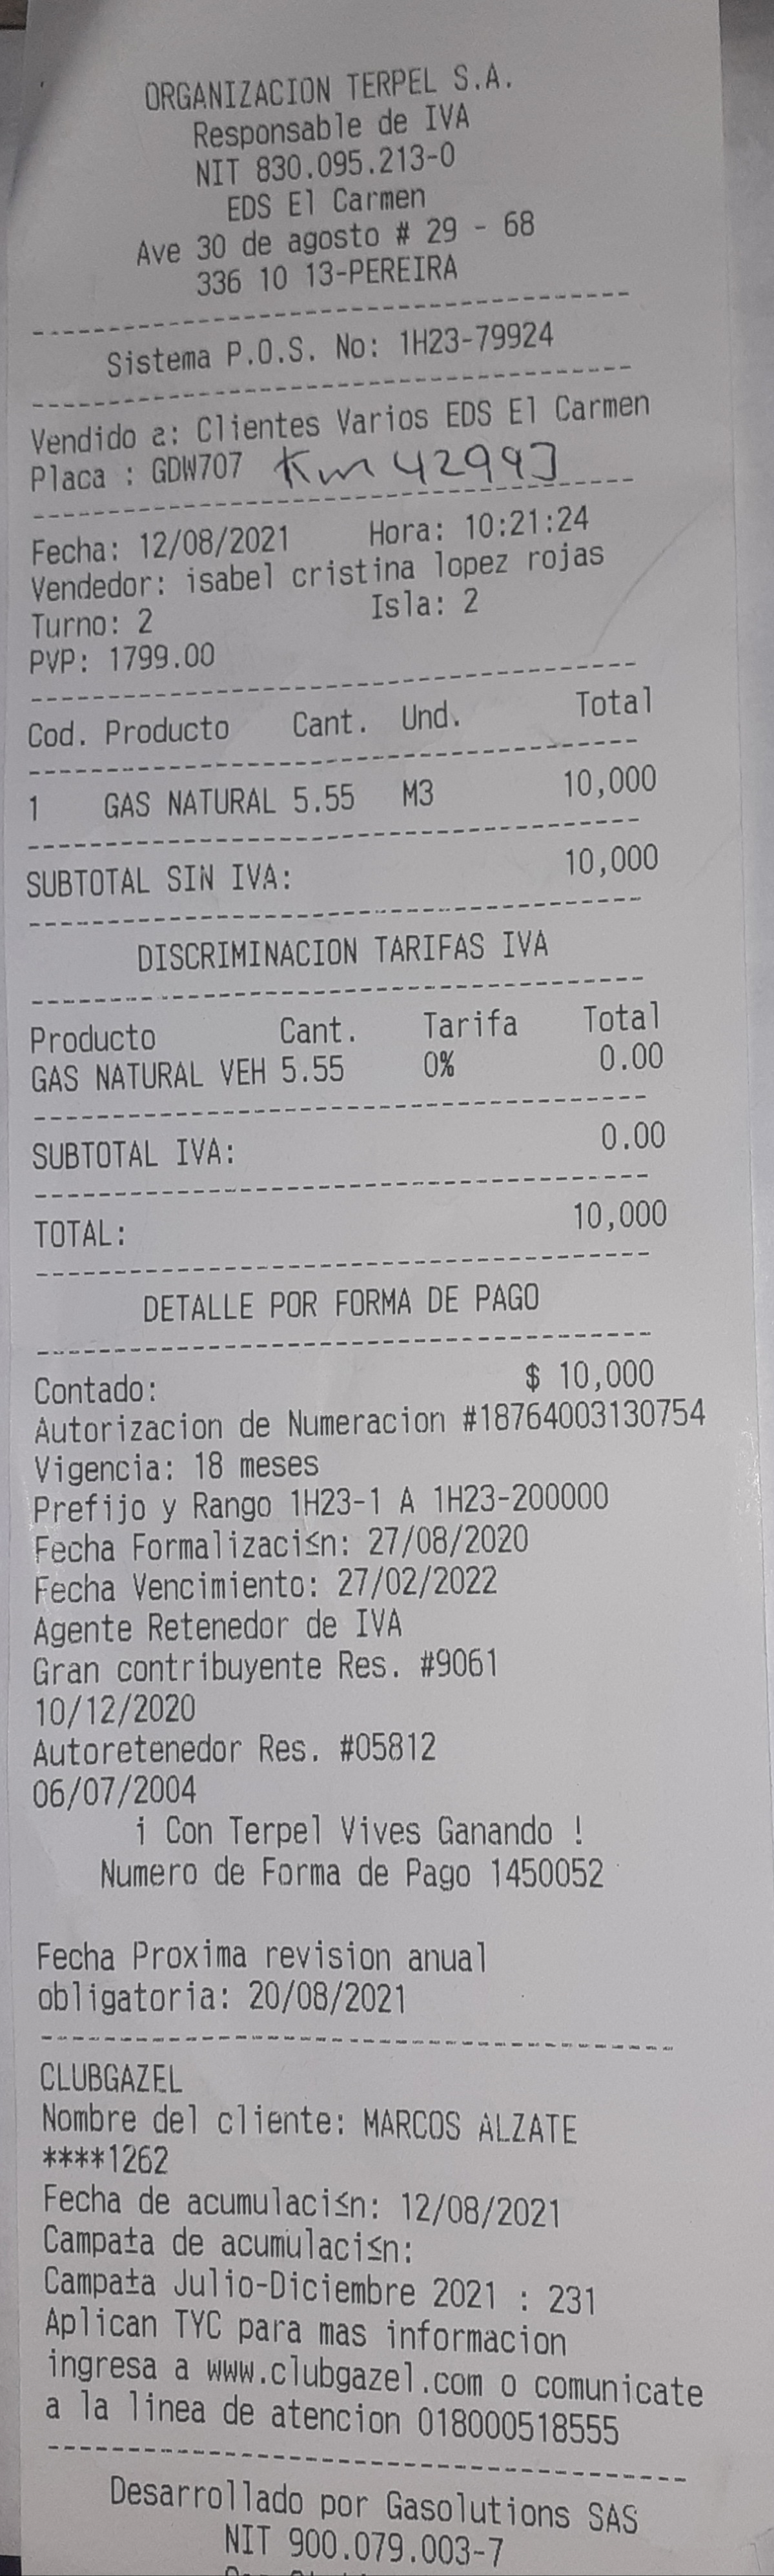 ORGANIZACION TERPEL S.A.
Responsable de IVA
NIT 830.095.213-0
EDS El Carmen
Ave 30 de agosto # 29 - 68
336 10 13-PEREIRA
Sistema P.O.S. No: 1H23-79924
Vendido a: Clientes Varios EDS El Carmen
Placa : GDW707 Km 42993
Fecha: 12/08/2021 Hora: 10:21:24
Vendedor: isabel cristina lopez rojas
Turno: 2 Isla: 2
PVP: 1799.00
Cod. Producto Cant. Und. Total
1 GAS NATURAL 5.55 M3 10,000
SUBTOTAL SIN IVA: 10,000
DISCRIMINACION TARIFAS IVA
Producto Cant. Tarifa Total
GAS NATURAL VEH 5.55 0% 0.00
SUBTOTAL IVA: 0.00
TOTAL: 10,000
DETALLE POR FORMA DE PAGO
Contado: $ 10,000
Autorizacion de Numeracion #18764003130754
Vigencia: 18 meses
Prefijo y Rango 1H23-1 A 1H23-200000
Fecha Formalizaci≤n: 27/08/2020
Fecha Vencimiento: 27/02/2022
Agente Retenedor de IVA
Gran contribuyente Res. #9061
10/12/2020
Autoretenedor Res. #05812
06/07/2004
¡ Con Terpel Vives Ganando !
Numero de Forma de Pago 1450052
Fecha Proxima revision anual
obligatoria: 20/08/2021
CLUBGAZEL
Nombre del cliente: MARCOS ALZATE
****1262
Fecha de acumulaci≤n: 12/08/2021
Campa±a de acumulaci≤n:
Campa±a Julio-Diciembre 2021 : 231
Aplican TYC para mas informacion
ingresa a www.clubgazel.com o comunicate
a la linea de atencion 018000518555
Desarrollado por Gasolutions SAS
NIT 900.079.003-7